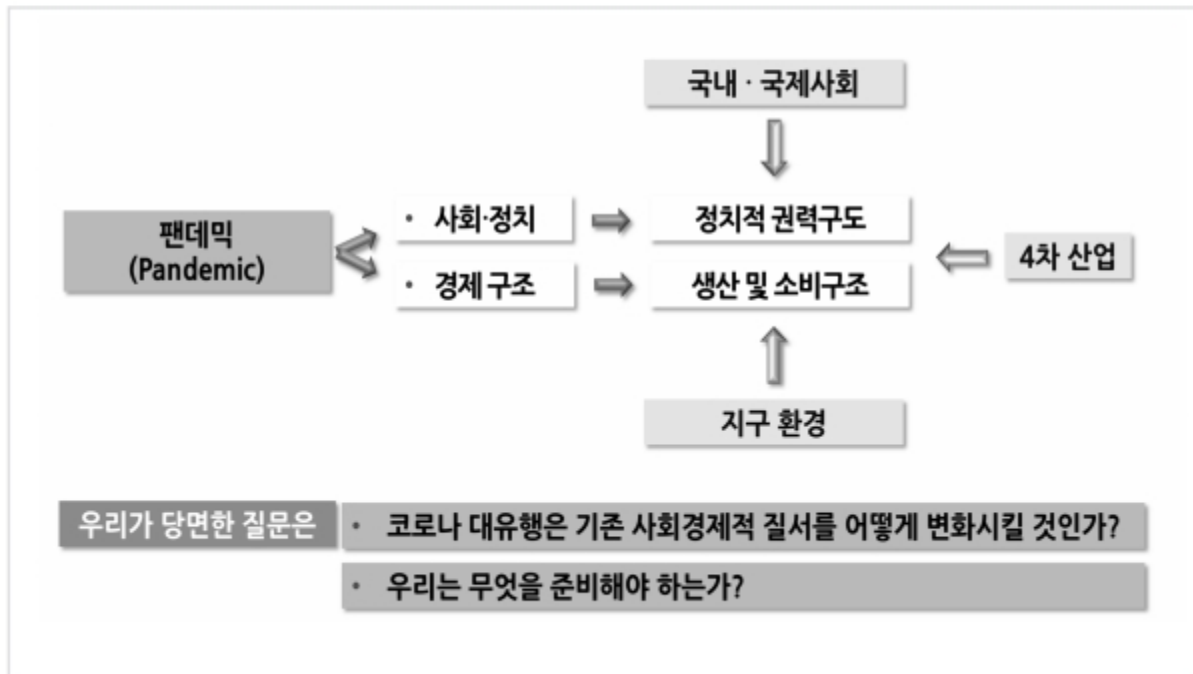 국내 · 국제사회
팬데믹
(Pandemic)
• 사회·정치
정치적 권력구도
• 경제 구조
생산 및 소비구조
4차 산업
지구 환경
우리가 당면한 질문은
• 코로나 대유행은 기존 사회경제적 질서를 어떻게 변화시킬 것인가?
• 우리는 무엇을 준비해야 하는가?